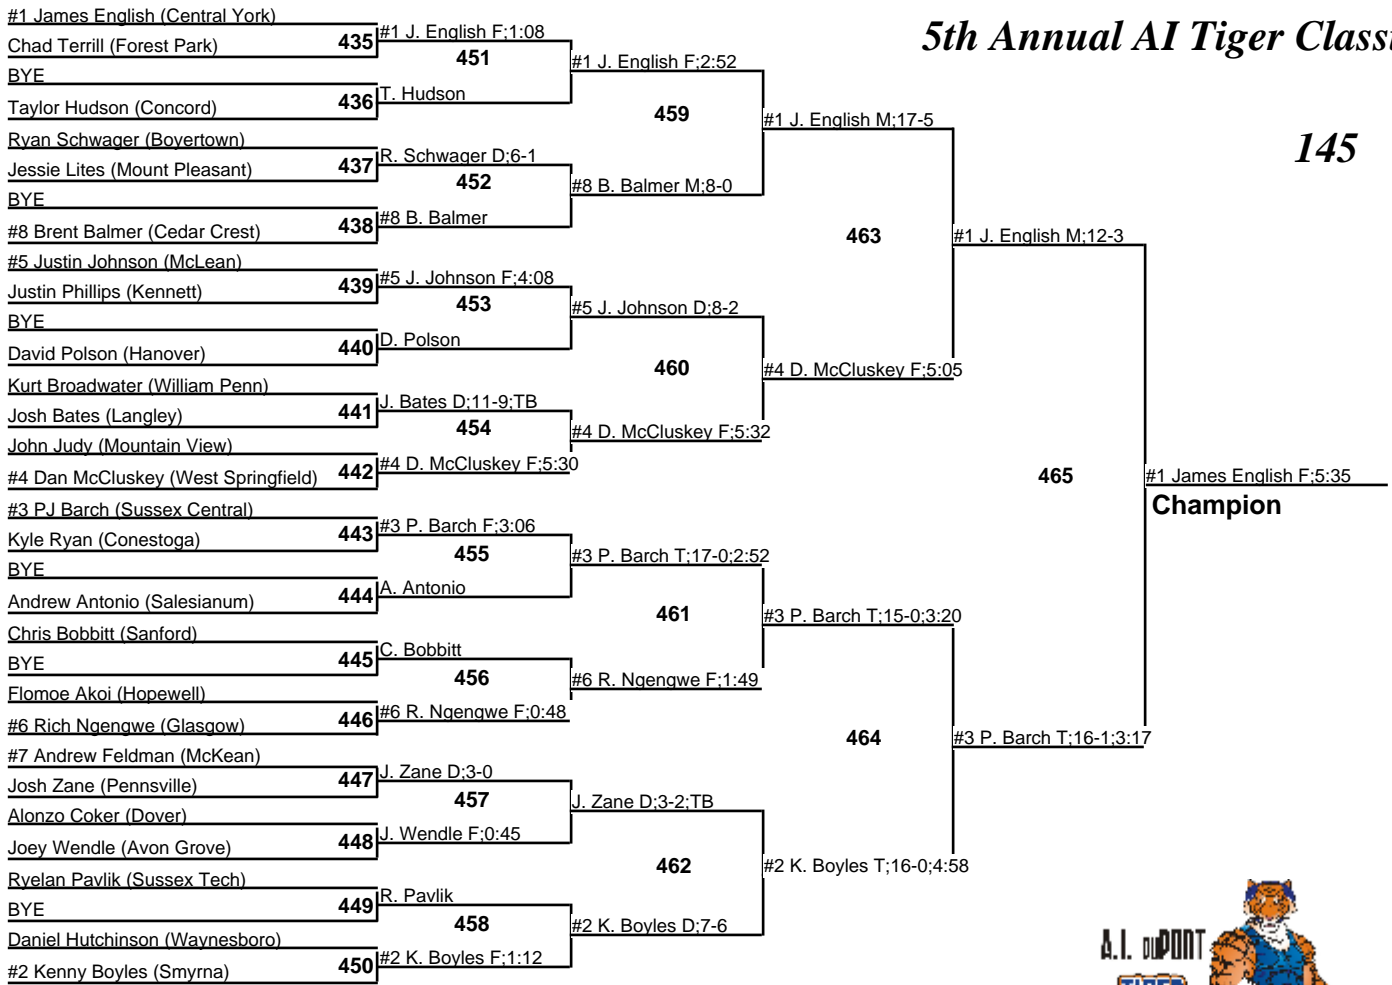 5th Annual AI Tiger Classi
145
#1 James English (Central York)
Chad Terrill (Forest Park)
BYE
Taylor Hudson (Concord)
Ryan Schwager (Boyertown)
Jessie Lites (Mount Pleasant)
BYE
#8 Brent Balmer (Cedar Crest)
#5 Justin Johnson (McLean)
Justin Phillips (Kennett)
BYE
David Polson (Hanover)
Kurt Broadwater (William Penn)
Josh Bates (Langley)
John Judy (Mountain View)
#4 Dan McCluskey (West Springfield)
#3 PJ Barch (Sussex Central)
Kyle Ryan (Conestoga)
BYE
Andrew Antonio (Salesianum)
Chris Bobbitt (Sanford)
BYE
Flomoe Akoi (Hopewell)
#6 Rich Ngengwe (Glasgow)
#7 Andrew Feldman (McKean)
Josh Zane (Pennsville)
Alonzo Coker (Dover)
Joey Wendle (Avon Grove)
Ryelan Pavlik (Sussex Tech)
BYE
Daniel Hutchinson (Waynesboro)
#2 Kenny Boyles (Smyrna)
435
436
437
438
439
440
441
442
443
444
445
446
447
448
449
450
#1 J. English F;1:08
T. Hudson
R. Schwager D;6-1
#8 B. Balmer
#5 J. Johnson F;4:08
D. Polson
J. Bates D;11-9;TB
#4 D. McCluskey F;5:30
#3 P. Barch F;3:06
A. Antonio
C. Bobbitt
#6 R. Ngengwe F;0:48
J. Zane D;3-0
J. Wendle F;0:45
R. Pavlik
#2 K. Boyles F;1:12
451
452
453
454
455
456
457
458
#1 J. English F;2:52
#8 B. Balmer M;8-0
#5 J. Johnson D;8-2
#4 D. McCluskey F;5:32
#3 P. Barch T;17-0;2:52
#6 R. Ngengwe F;1:49
J. Zane D;3-2;TB
#2 K. Boyles D;7-6
459
460
461
462
#1 J. English M;17-5
#4 D. McCluskey F;5:05
#3 P. Barch T;15-0;3:20
#2 K. Boyles T;16-0;4:58
463
464
#1 J. English M;12-3
#3 P. Barch T;16-1;3:17
465
#1 James English F;5:35
Champion
A.I. duPONT
TIGER